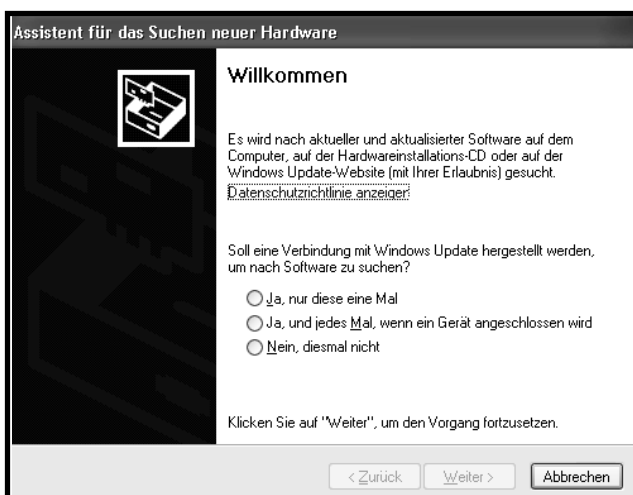 Assistent für das Suchen neuer Hardware
Willkommen
Es wird nach aktueller und aktualisierter Software auf dem
Computer, auf der Hardwareinstallations-CD oder auf der
Windows Update-Website (mit Ihrer Erlaubnis) gesucht.
Datenschutzrichtlinie anzeigen
Soll eine Verbindung mit Windows Update hergestellt werden,
um nach Software zu suchen?
Ja, nur diese eine Mal
Ja, und jedes Mal, wenn ein Gerät angeschlossen wird
Nein, diesmal nicht
Klicken Sie auf "Weiter", um den Vorgang fortzusetzen.
< Zurück Weiter > Abbrechen